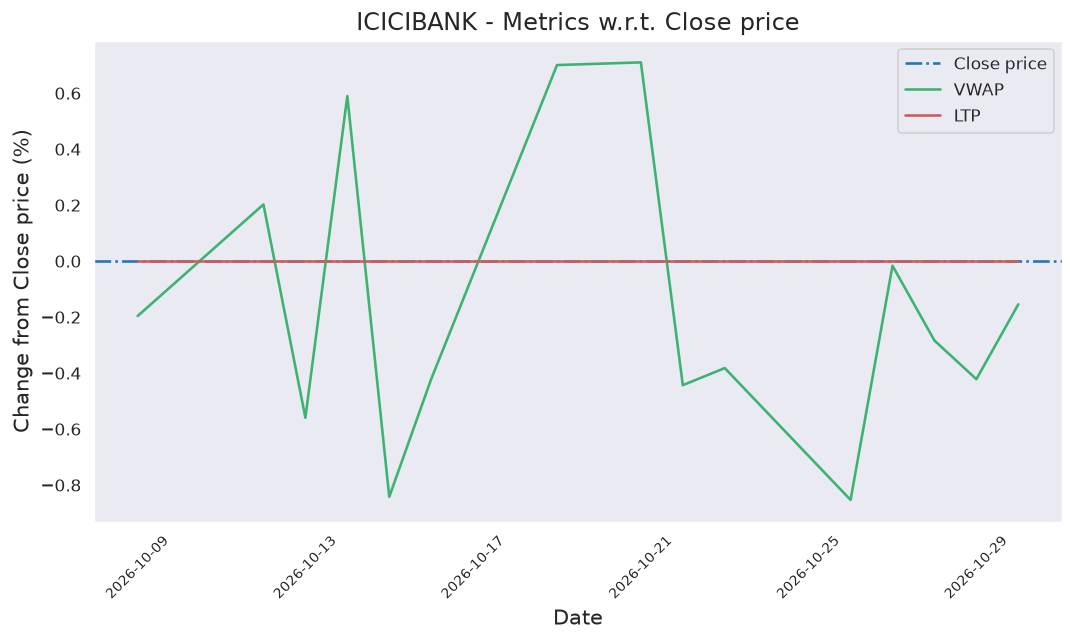 ICICIBANK - Metrics w.r.t. Close price
Close price
VWAP
LTP
Change from Close price (%)
0.6
0.4
0.2
0.0
−0.2
−0.4
−0.6
−0.8
2026-10-09
2026-10-13
2026-10-17
2026-10-21
2026-10-25
2026-10-29
Date